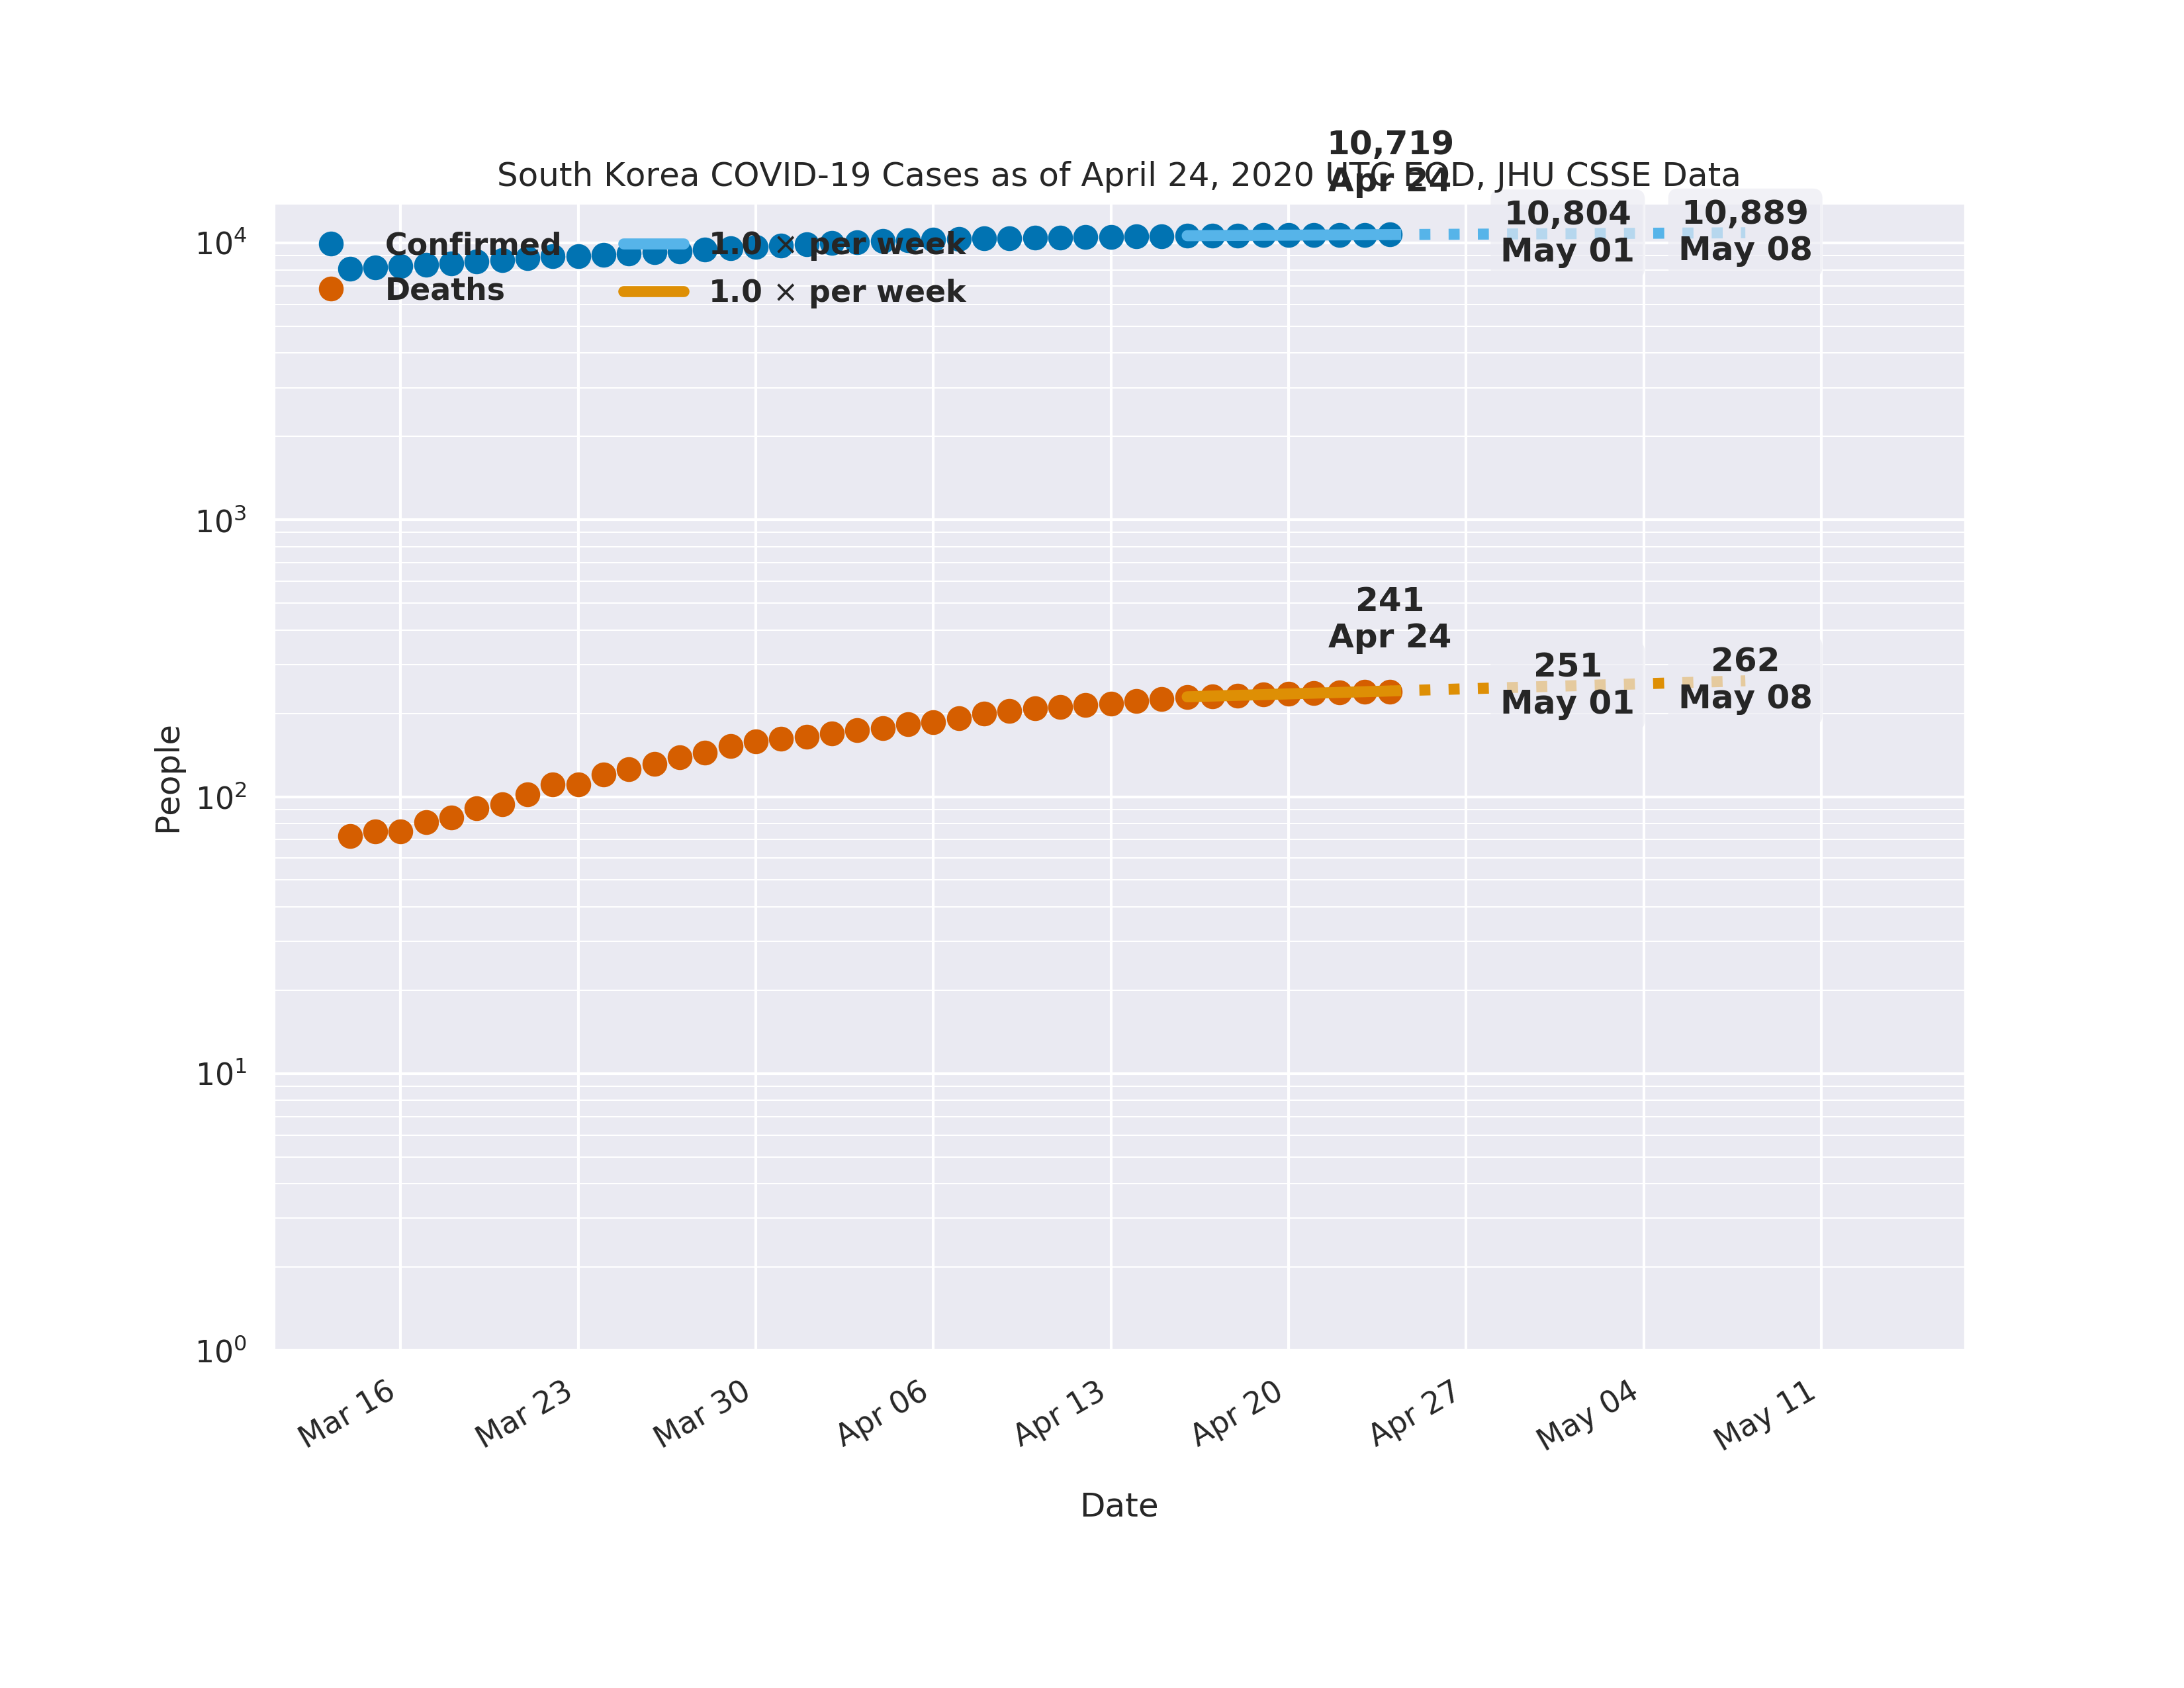 10,719
Apr 24
South Korea COVID-19 Cases as of April 24, 2020 UTC EOD, JHU CSSE Data
10,804
May 01
10,889
May 08
Confirmed
Deaths
1.0 × per week
1.0 × per week
241
Apr 24
251
May 01
262
May 08
People
10⁴
10³
10²
10¹
10⁰
Mar 16
Mar 23
Mar 30
Apr 06
Apr 13
Apr 20
Apr 27
May 04
May 11
Date